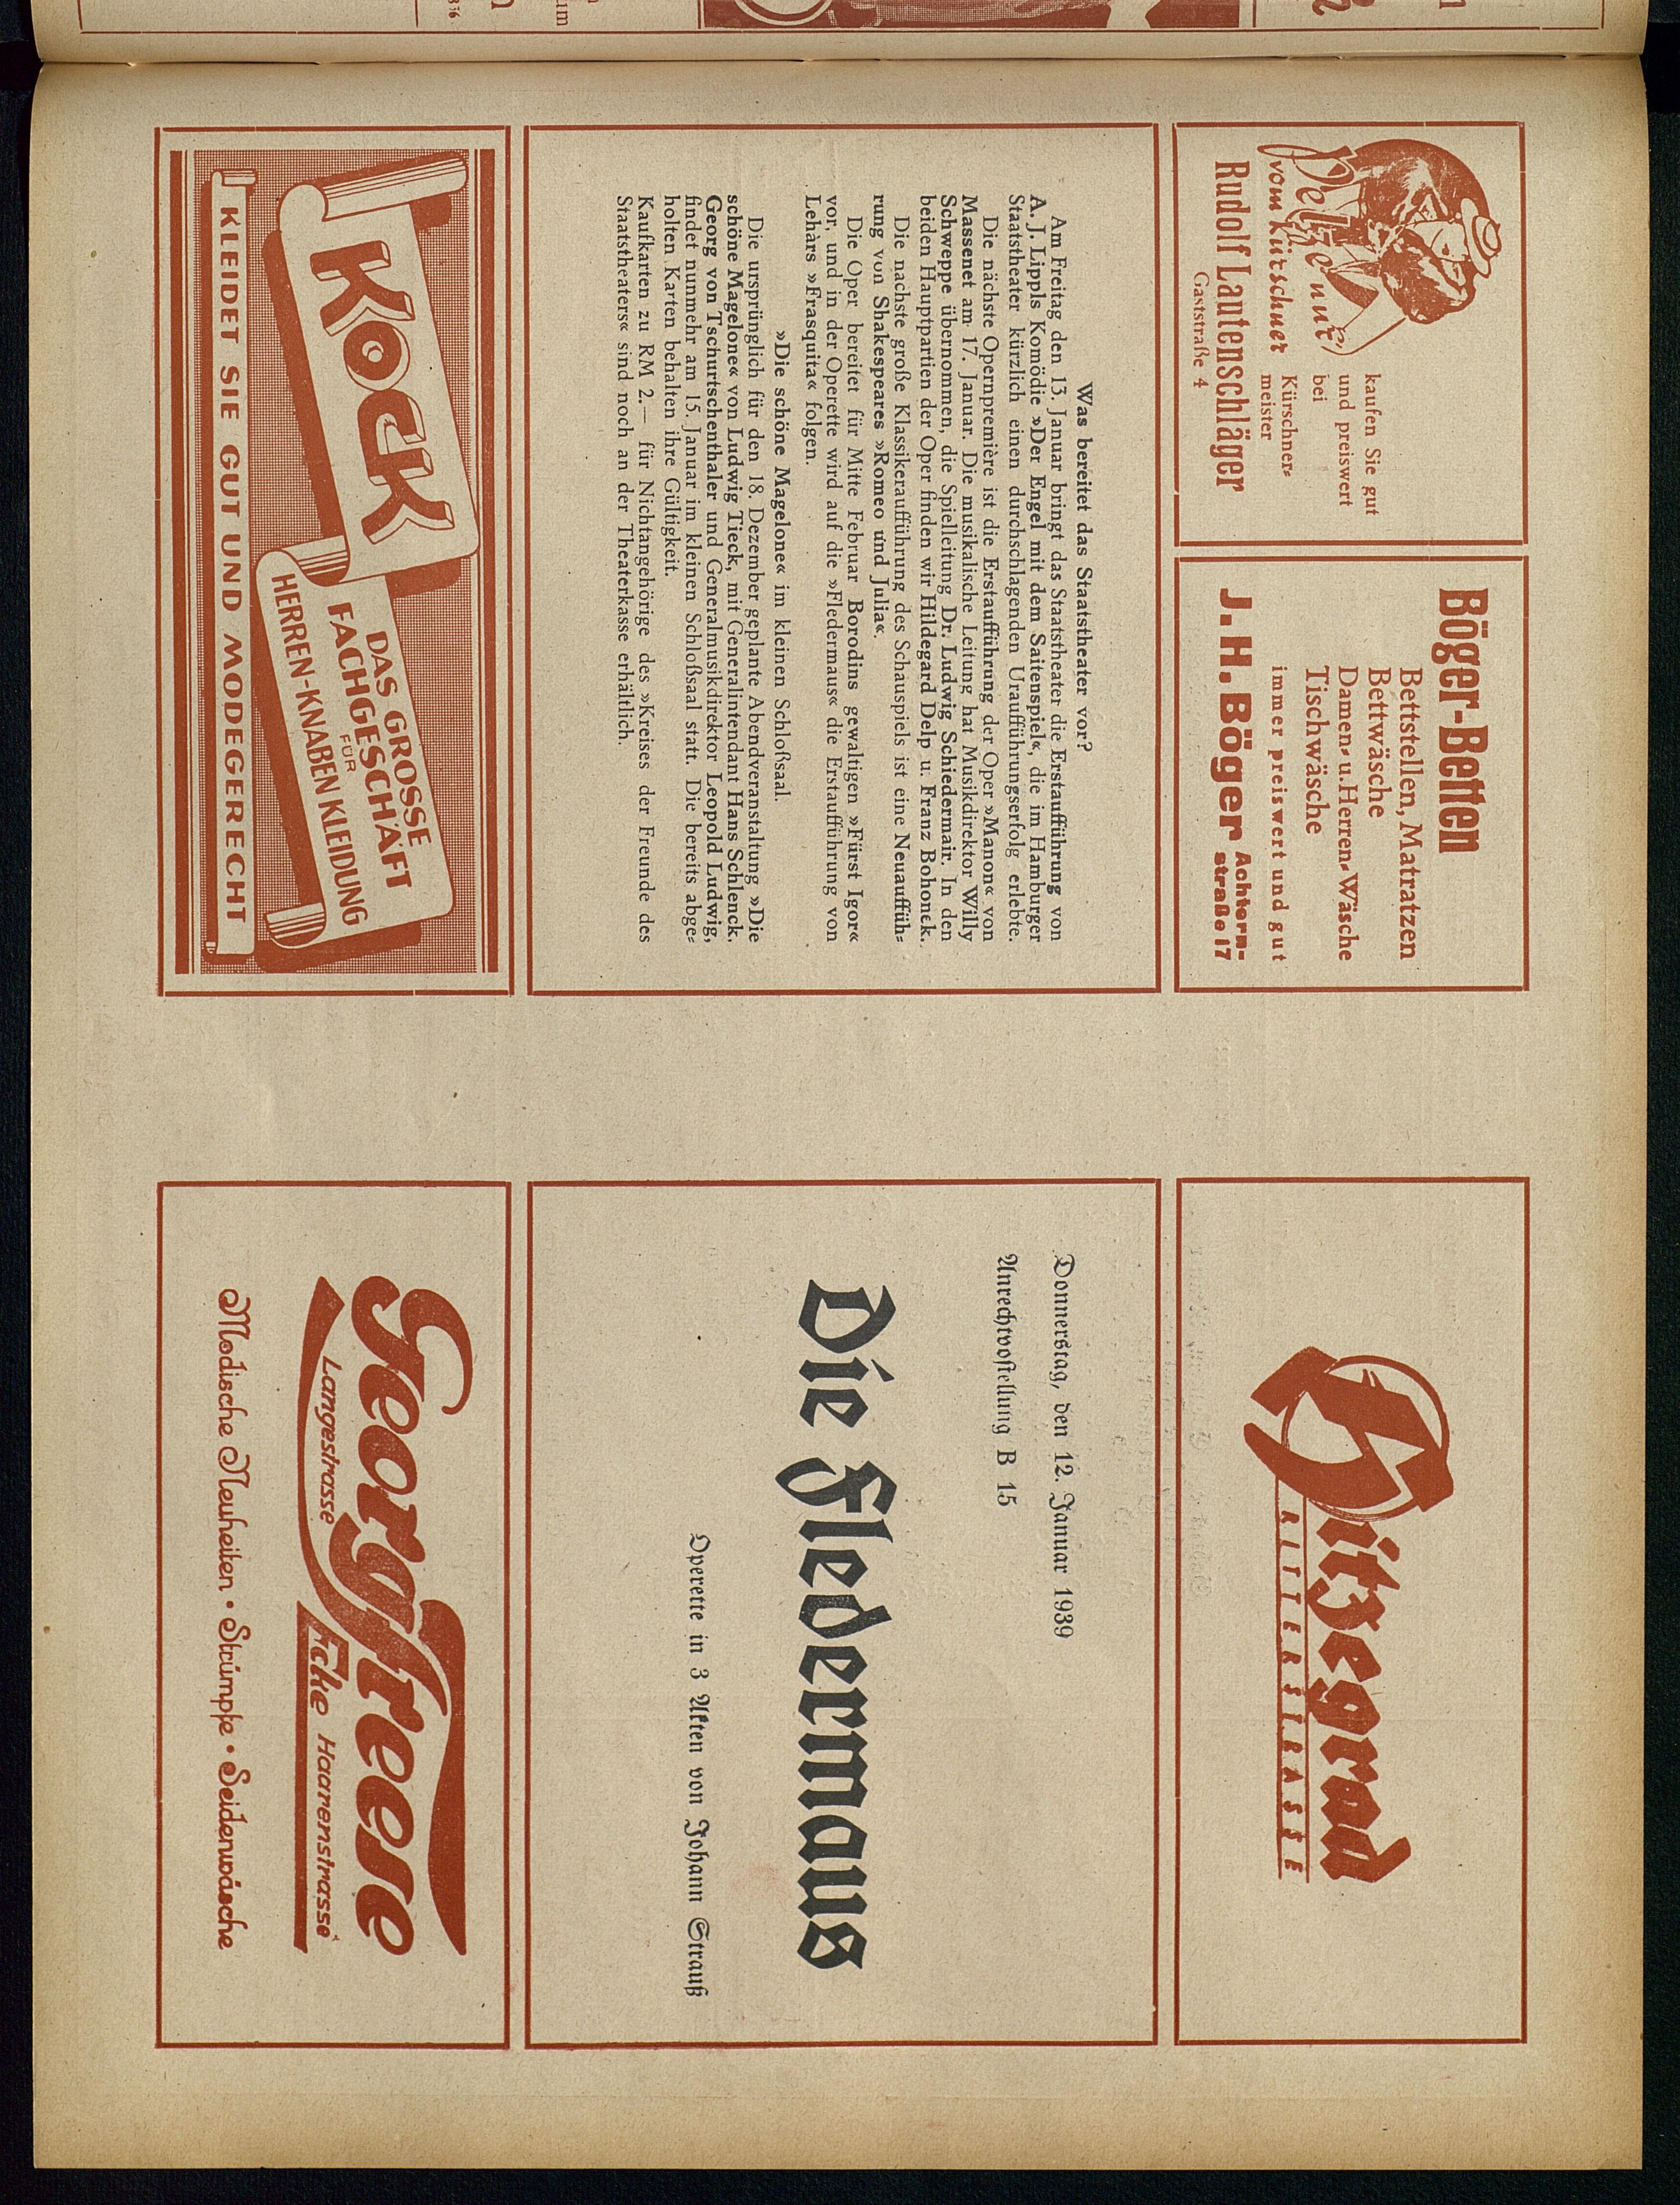 Pelze nur
vom Kürschner
kaufen Sie gut
und preiswert
bei
Kürschner-
meister
Rudolf Lautenschläger
Gaststraße 4
Böger-Betten
Bettstellen, Matratzen
Bettwäsche
Damen- u. Herren-Wäsche
Tischwäsche
immer preiswert und gut
J. H. Böger Achtern-
straße 17
Was bereitet das Staatstheater vor?
Am Freitag den 13. Januar bringt das Staatstheater die Erstaufführung von
A. J. Lippls Komödie »Der Engel mit dem Saitenspiel«, die im Hamburger
Staatstheater kürzlich einen durchschlagenden Uraufführungserfolg erlebte.
Die nächste Opernpremière ist die Erstaufführung der Oper »Manon« von
Massenet am 17. Januar. Die musikalische Leitung hat Musikdirektor Willy
Schweppe übernommen, die Spielleitung Dr. Ludwig Schiedermair. In den
beiden Hauptpartien der Oper finden wir Hildegard Delp u. Franz Bohonck.
Die nächste große Klassikeraufführung des Schauspiels ist eine Neuauffüh-
rung von Shakespeares »Romeo und Julia«.
Die Oper bereitet für Mitte Februar Borodins gewaltigen »Fürst Igor«
vor, und in der Operette wird auf die »Fledermaus« die Erstaufführung von
Lehàrs »Frasquita« folgen.
»Die schöne Magelone« im kleinen Schloßsaal.
Die ursprünglich für den 18. Dezember geplante Abendveranstaltung »Die
schöne Magelone« von Ludwig Tieck, mit Generalintendant Hans Schlenck,
Georg von Tschurtschenthaler und Generalmusikdirektor Leopold Ludwig,
findet nunmehr am 15. Januar im kleinen Schloßsaal statt. Die bereits abge-
holten Karten behalten ihre Gültigkeit.
Kaufkarten zu RM 2.— für Nichtangehörige des »Kreises der Freunde des
Staatstheaters« sind noch an der Theaterkasse erhältlich.
KOCK
DAS GROSSE
FACHGESCHÄFT
FÜR
HERREN-KNABEN KLEIDUNG
KLEIDET SIE GUT UND MODEGERECHT
Hitzegrad
RITTERSTRASSE
Donnerstag, den 12. Januar 1939
Anrechtvostellung B 15
Die Fledermaus
Operette in 3 Akten von Johann Strauß
Georg Freese
Langestrasse Ecke Haarenstrasse
Modische Neuheiten • Strümpfe • Seidenwäsche